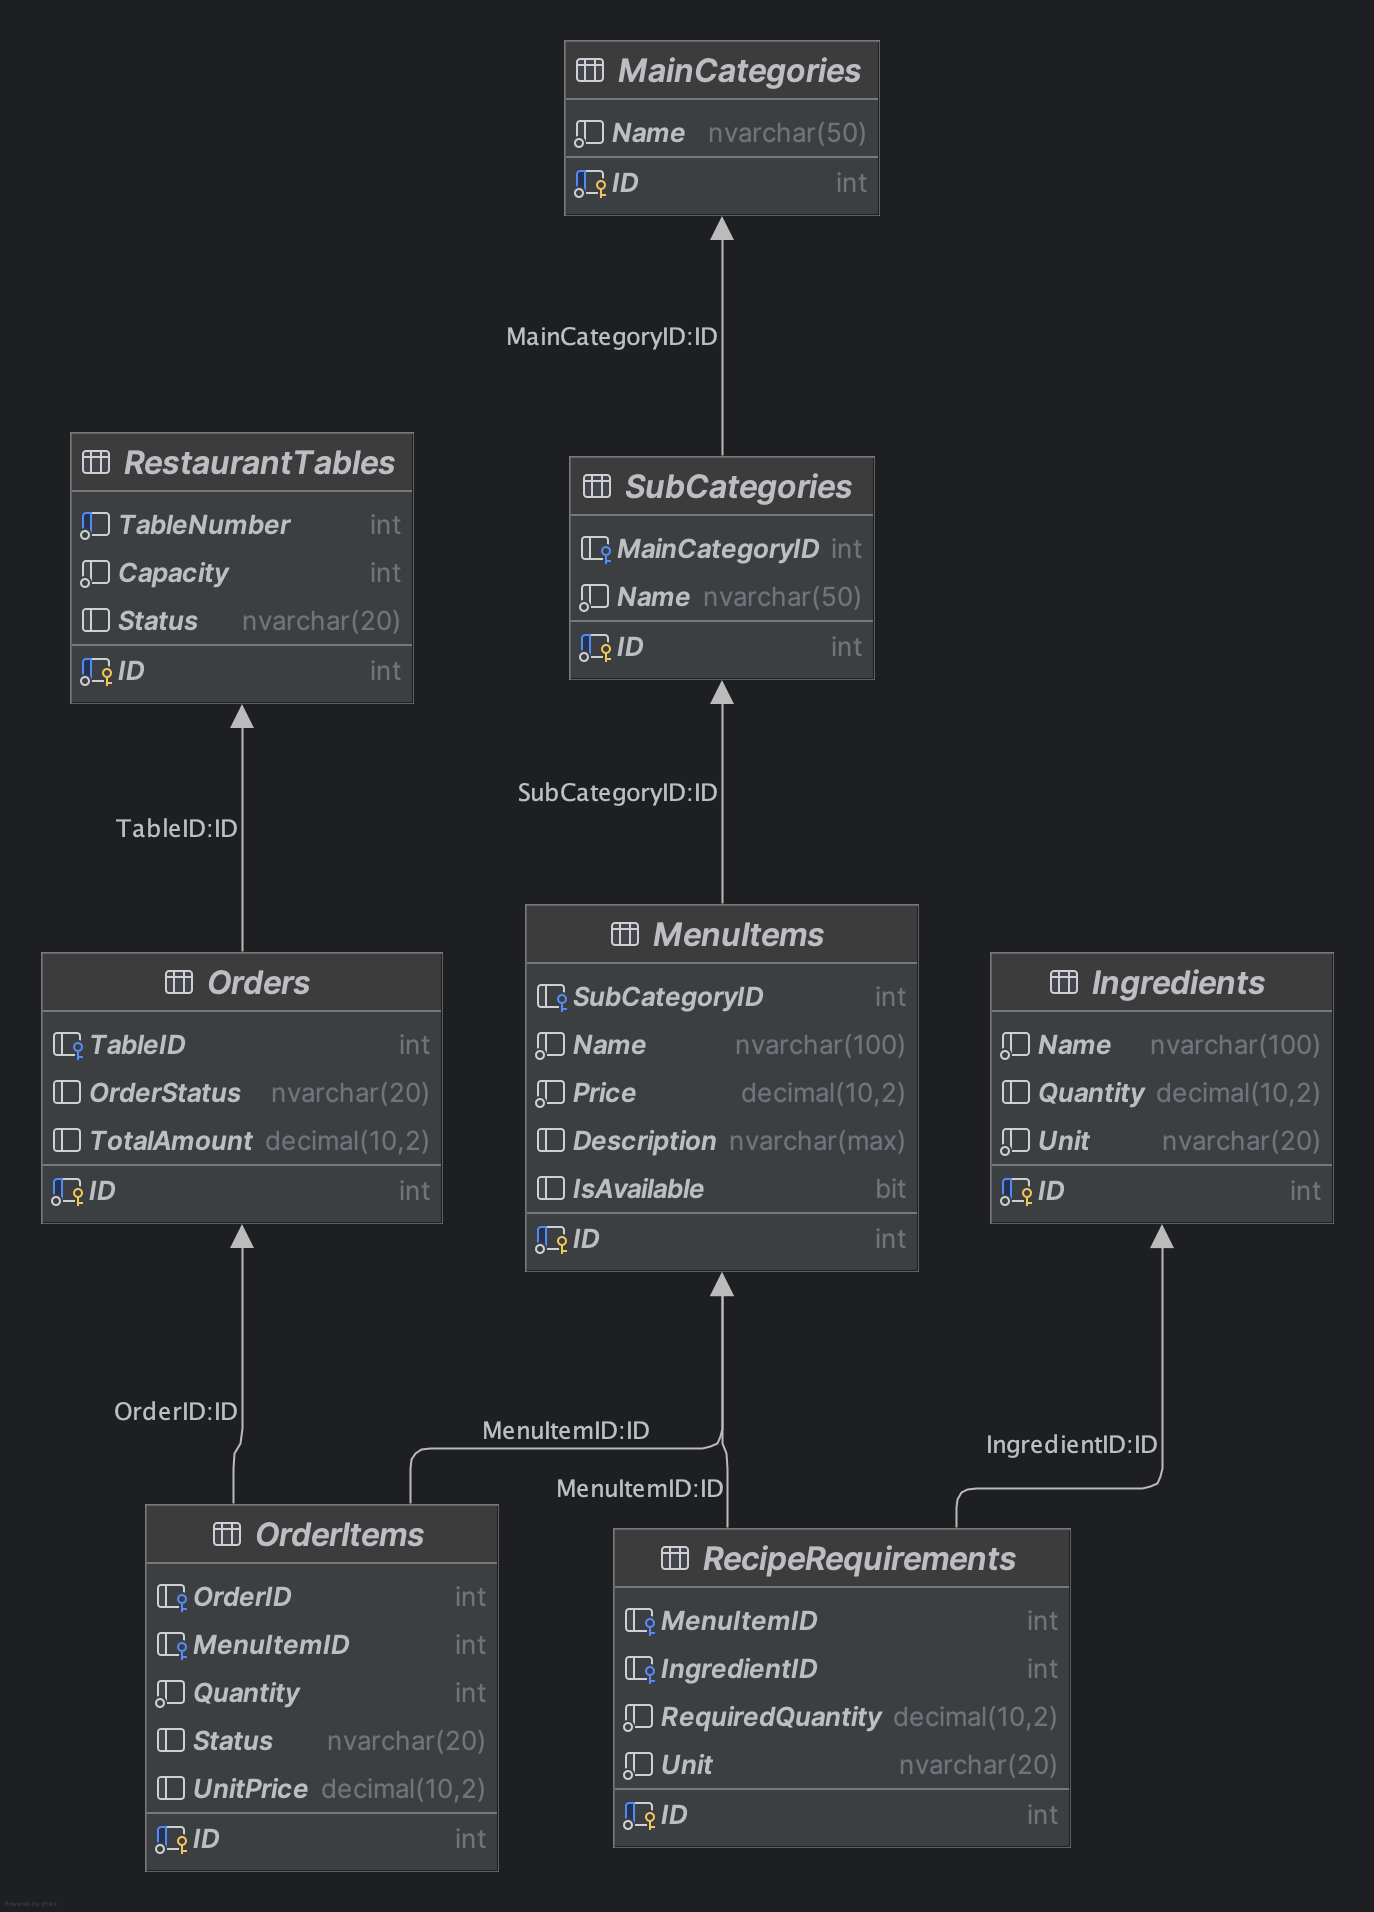 MainCategories
Name nvarchar(50)
ID int
MainCategoryID:ID
RestaurantTables
TableNumber int
Capacity int
Status nvarchar(20)
ID int
SubCategories
MainCategoryID int
Name nvarchar(50)
ID int
TableID:ID
SubCategoryID:ID
Orders
TableID int
OrderStatus nvarchar(20)
TotalAmount decimal(10,2)
ID int
MenuItems
SubCategoryID int
Name nvarchar(100)
Price decimal(10,2)
Description nvarchar(max)
IsAvailable bit
ID int
Ingredients
Name nvarchar(100)
Quantity decimal(10,2)
Unit nvarchar(20)
ID int
OrderID:ID
MenuItemID:ID
MenuItemID:ID
IngredientID:ID
OrderItems
OrderID int
MenuItemID int
Quantity int
Status nvarchar(20)
UnitPrice decimal(10,2)
ID int
RecipeRequirements
MenuItemID int
IngredientID int
RequiredQuantity decimal(10,2)
Unit nvarchar(20)
ID int